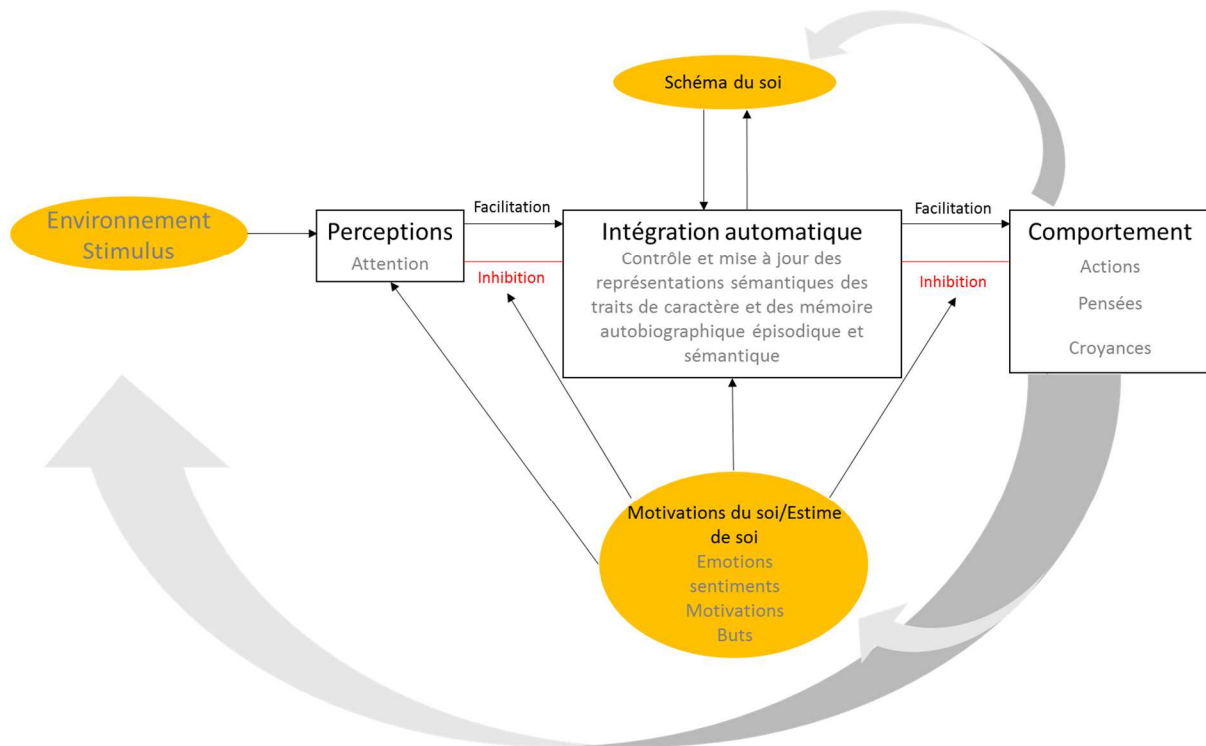 Schéma du soi
Environnement
Stimulus
Perceptions
Attention
Facilitation
Inhibition
Intégration automatique
Contrôle et mise à jour des
représentations sémantiques des
traits de caractère et des mémoire
autobiographique épisodique et
sémantique
Facilitation
Inhibition
Comportement
Actions
Pensées
Croyances
Motivations du soi/Estime
de soi
Emotions
sentiments
Motivations
Buts